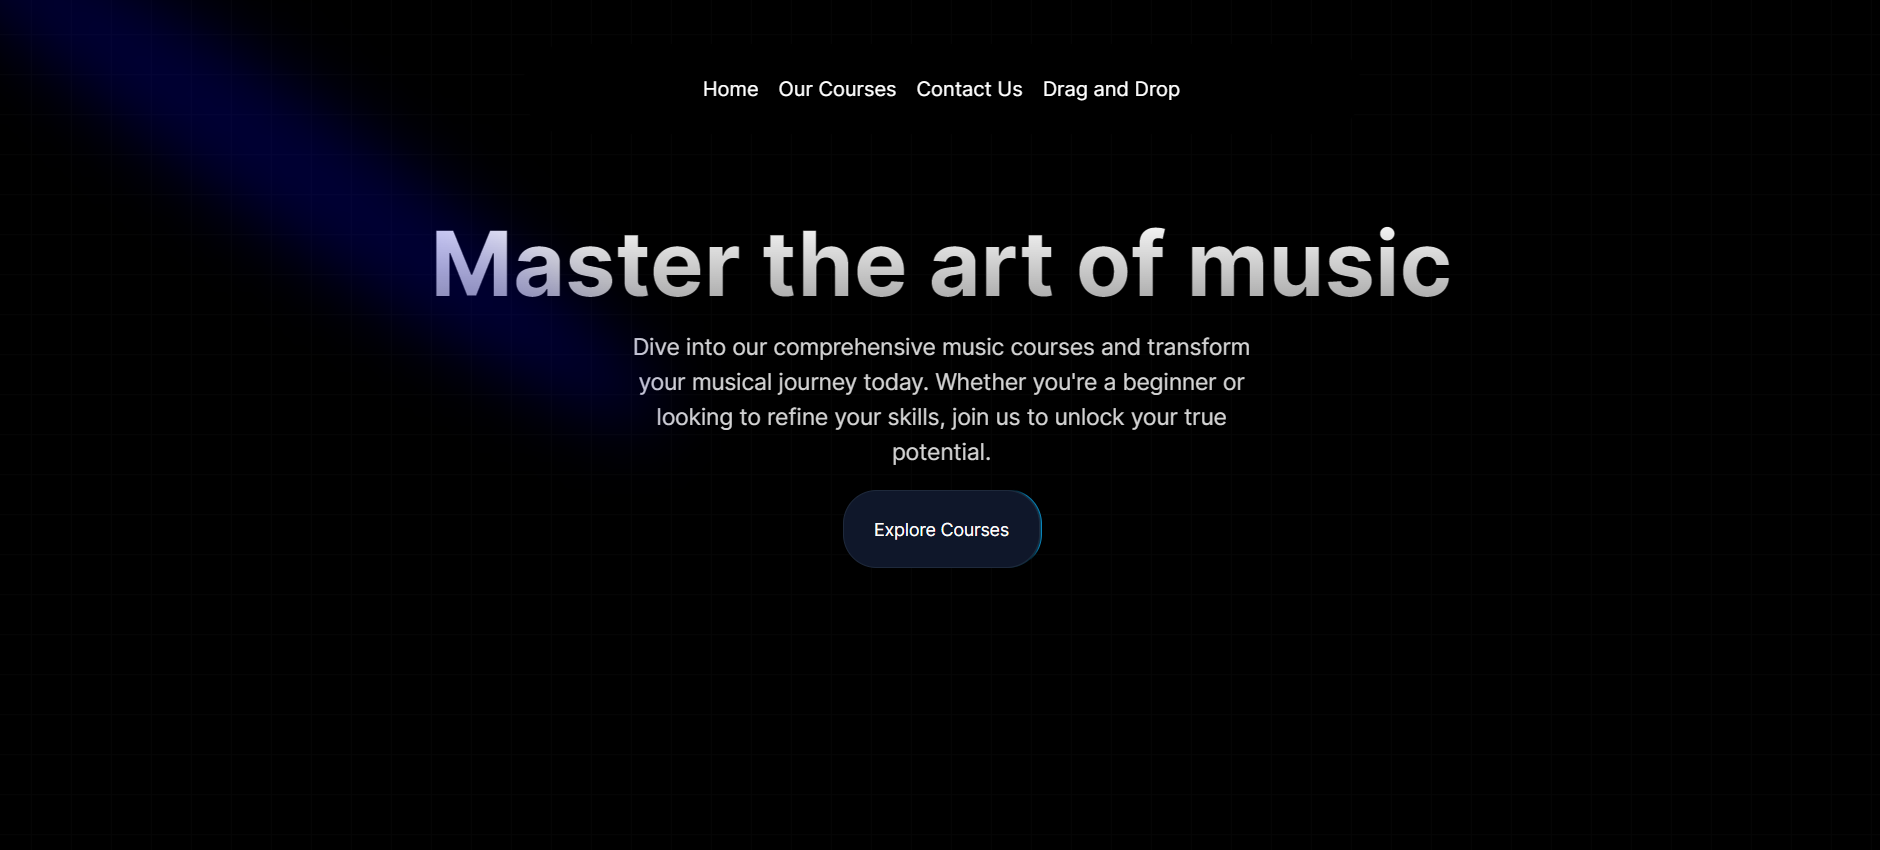 Home Our Courses Contact Us Drag and Drop
Master the art of music
Dive into our comprehensive music courses and transform
your musical journey today. Whether you're a beginner or
looking to refine your skills, join us to unlock your true
potential.
Explore Courses